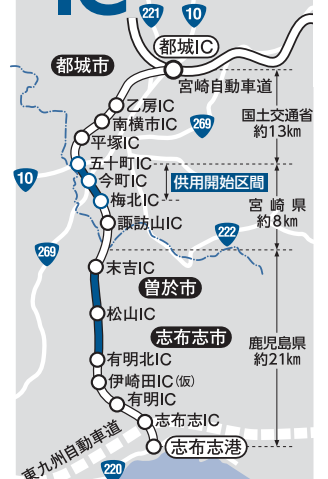 IC
221
10
都城IC
都城市
宮崎自動車道
乙房IC
南横市IC
269
国土交通省
約13km
平塚IC
五十町IC
10
今町IC
供用開始区間
梅北IC
宮崎県
約8km
諏訪山IC
222
269
末吉IC
曽於市
松山IC
志布志市
有明北IC
鹿児島県
約21km
伊崎田IC(仮)
有明IC
志布志IC
東九州自動車道
志布志港
220